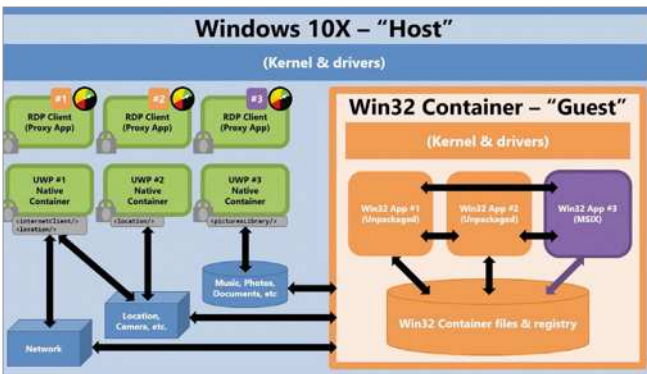 Windows 10X – “Host”
(Kernel & drivers)
#1
#2
#3
RDP Client
(Proxy App)
RDP Client
(Proxy App)
RDP Client
(Proxy App)
UWP #1
Native
Container
UWP #2
Native
Container
UWP #3
Native
Container
<internetClient/>
<location/>
<location/>
<picturesLibrary/>
Music, Photos,
Documents, etc
Location,
Camera, etc.
Network
Win32 Container – “Guest”
(Kernel & drivers)
Win32 App #1
(Unpackaged)
Win32 App #2
(Unpackaged)
Win32 App #3
(MSIX)
Win32 Container files & registry